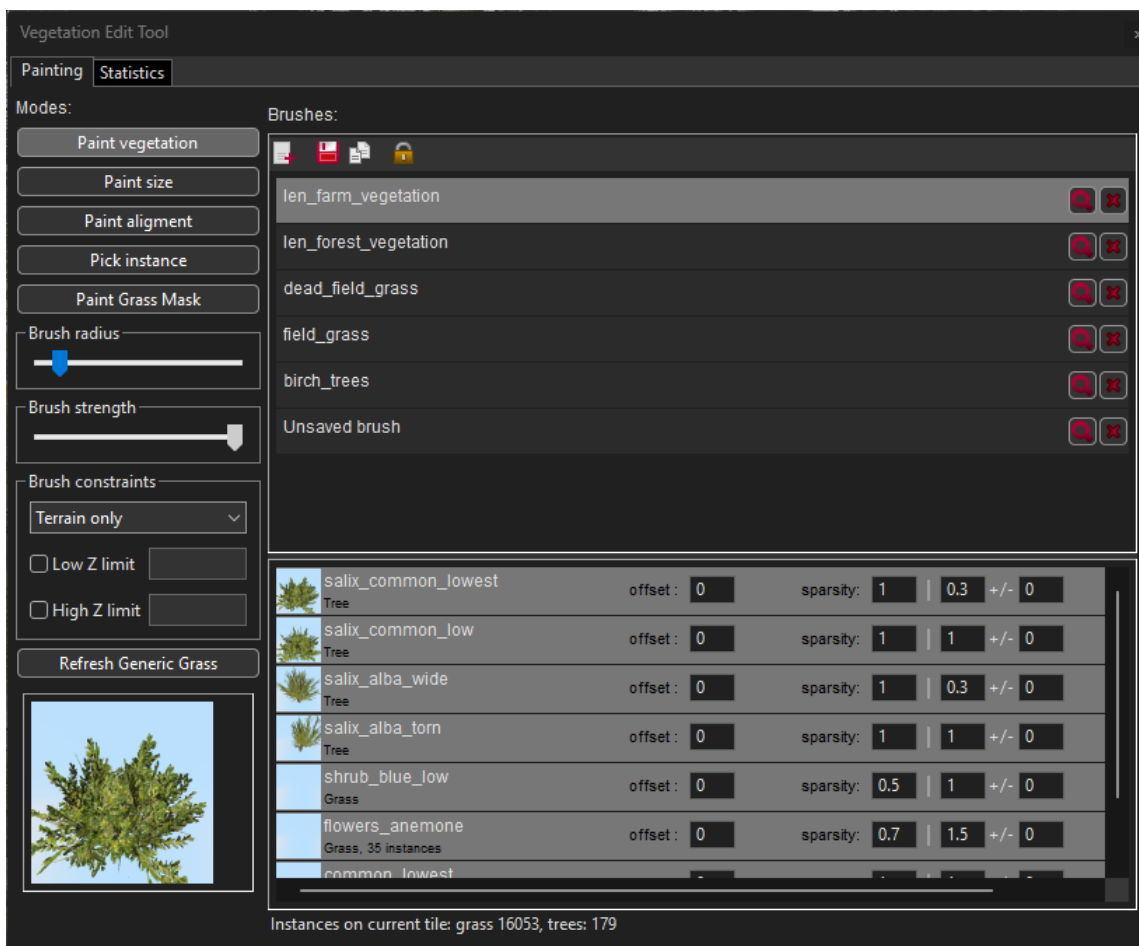 Vegetation Edit Tool
Painting Statistics
Modes:
Paint vegetation
Paint size
Paint aligment
Pick instance
Paint Grass Mask
Brush radius
Brush strength
Brush constraints
Terrain only
Low Z limit
High Z limit
Refresh Generic Grass
Brushes:
len_farm_vegetation
len_forest_vegetation
dead_field_grass
field_grass
birch_trees
Unsaved brush
salix_common_lowest offset : 0 sparsity: 1 | 0.3 +/- 0
Tree
salix_common_low offset : 0 sparsity: 1 | 1 +/- 0
Tree
salix_alba_wide offset : 0 sparsity: 1 | 0.3 +/- 0
Tree
salix_alba_torn offset : 0 sparsity: 1 | 1 +/- 0
Tree
shrub_blue_low offset : 0 sparsity: 0.5 | 1 +/- 0
Grass
flowers_anemone offset : 0 sparsity: 0.7 | 1.5 +/- 0
Grass, 35 instances
common_lowest
Instances on current tile: grass 16053, trees: 179